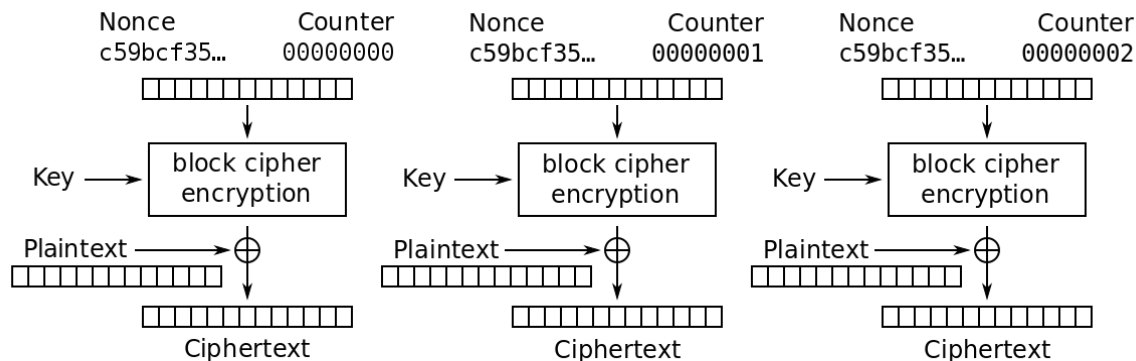 Nonce Counter Nonce Counter Nonce Counter
c59bcf35… 00000000 c59bcf35… 00000001 c59bcf35… 00000002
Key block cipher encryption Key block cipher encryption Key block cipher encryption
Plaintext Plaintext Plaintext
Ciphertext Ciphertext Ciphertext